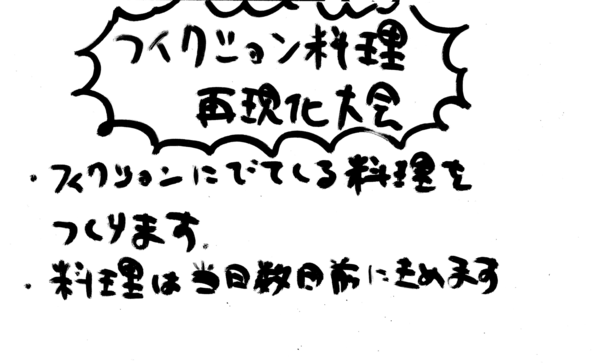 フィクション料理
再現化大会
・フィクションにでてくる料理を
つくります。
・料理は当日数日前にきめます